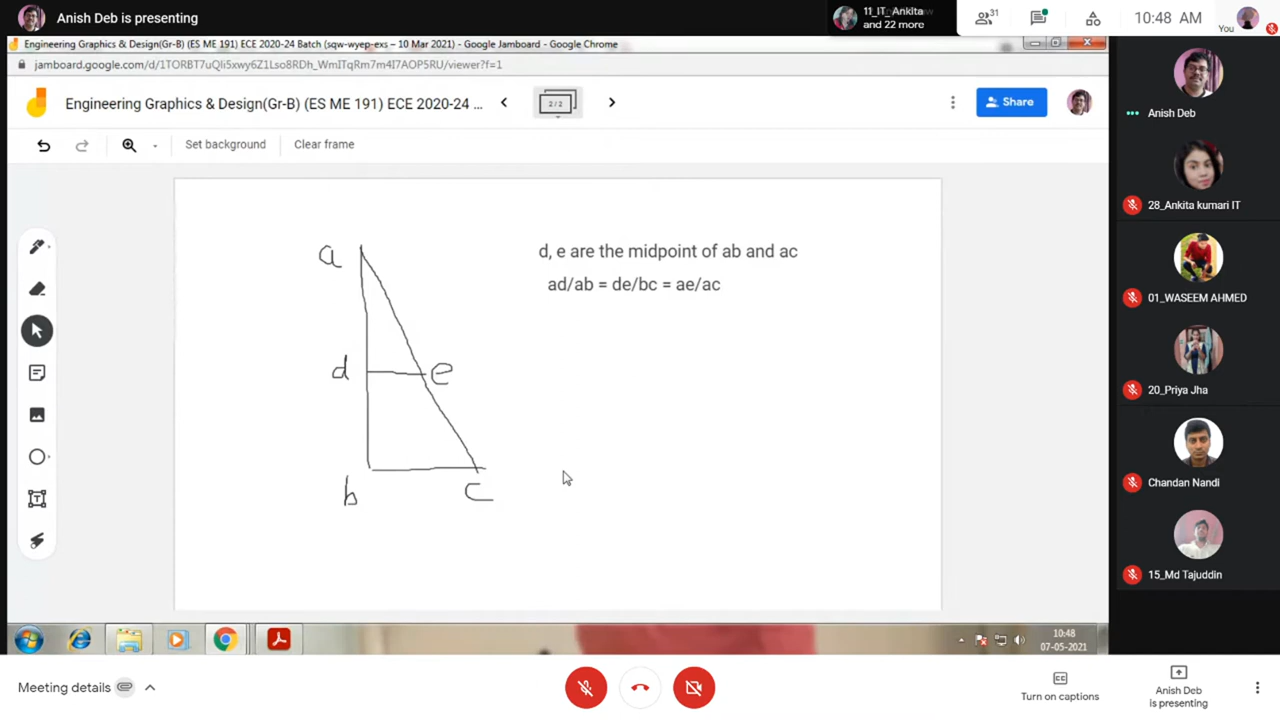 Anish Deb is presenting
11_IT_Ankita
and 22 more
31
10:48 AM
You
Engineering Graphics & Design(Gr-B) (ES ME 191) ECE 2020-24 Batch (sqw-wyep-exs – 10 Mar 2021) - Google Jamboard - Google Chrome
jamboard.google.com/d/1TORBT7uQli5xwy6Z1Lso8RDh_WmITqRm7m4I7AOP5RU/viewer?f=1
Engineering Graphics & Design(Gr-B) (ES ME 191) ECE 2020-24 ...
2/2
Share
Set background
Clear frame
a
d, e are the midpoint of ab and ac
ad/ab = de/bc = ae/ac
d
e
b
c
Anish Deb
28_Ankita kumari IT
01_WASEEM AHMED
20_Priya Jha
Chandan Nandi
15_Md Tajuddin
10:48
07-05-2021
Meeting details
CC
Turn on captions
Anish Deb
is presenting